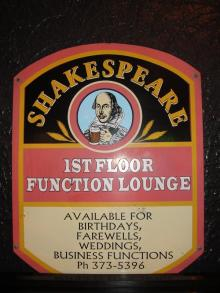 SHAKESPEARE
1ST FLOOR
FUNCTION LOUNGE
AVAILABLE FOR
BIRTHDAYS,
FAREWELLS,
WEDDINGS,
BUSINESS FUNCTIONS
Ph 373-5396